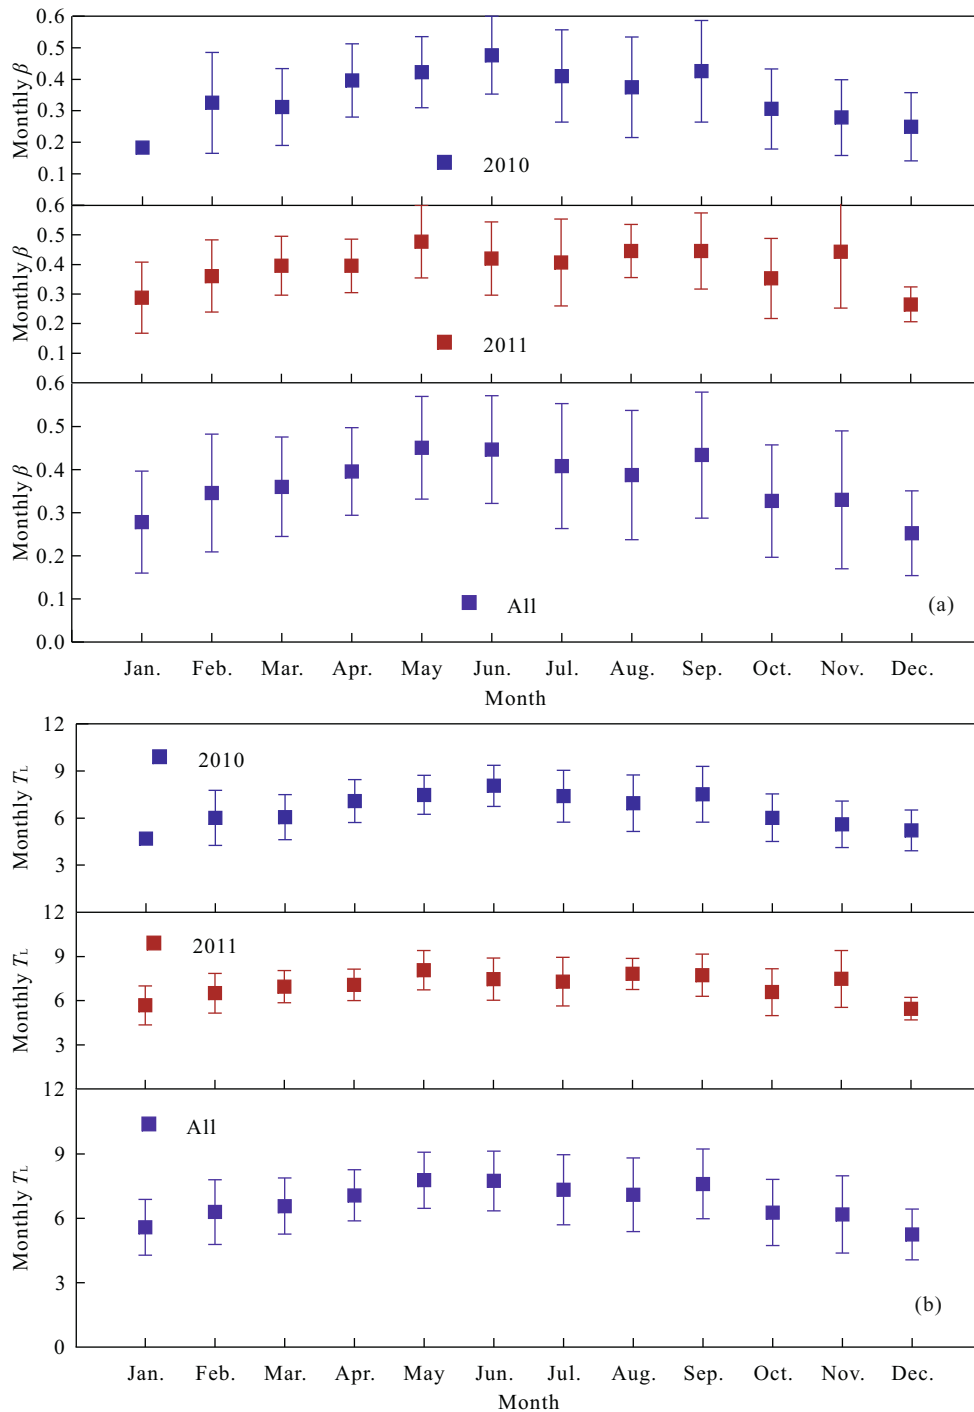 0.6
0.5
0.4
0.3
0.2
0.1
Monthly β
2010
0.6
0.5
0.4
0.3
0.2
0.1
Monthly β
2011
0.6
0.5
0.4
0.3
0.2
0.1
0.0
Monthly β
All
(a)
Jan. Feb. Mar. Apr. May Jun. Jul. Aug. Sep. Oct. Nov. Dec.
Month
12
9
6
3
Monthly T_L
2010
12
9
6
3
Monthly T_L
2011
12
9
6
3
0
Monthly T_L
All
(b)
Jan. Feb. Mar. Apr. May Jun. Jul. Aug. Sep. Oct. Nov. Dec.
Month